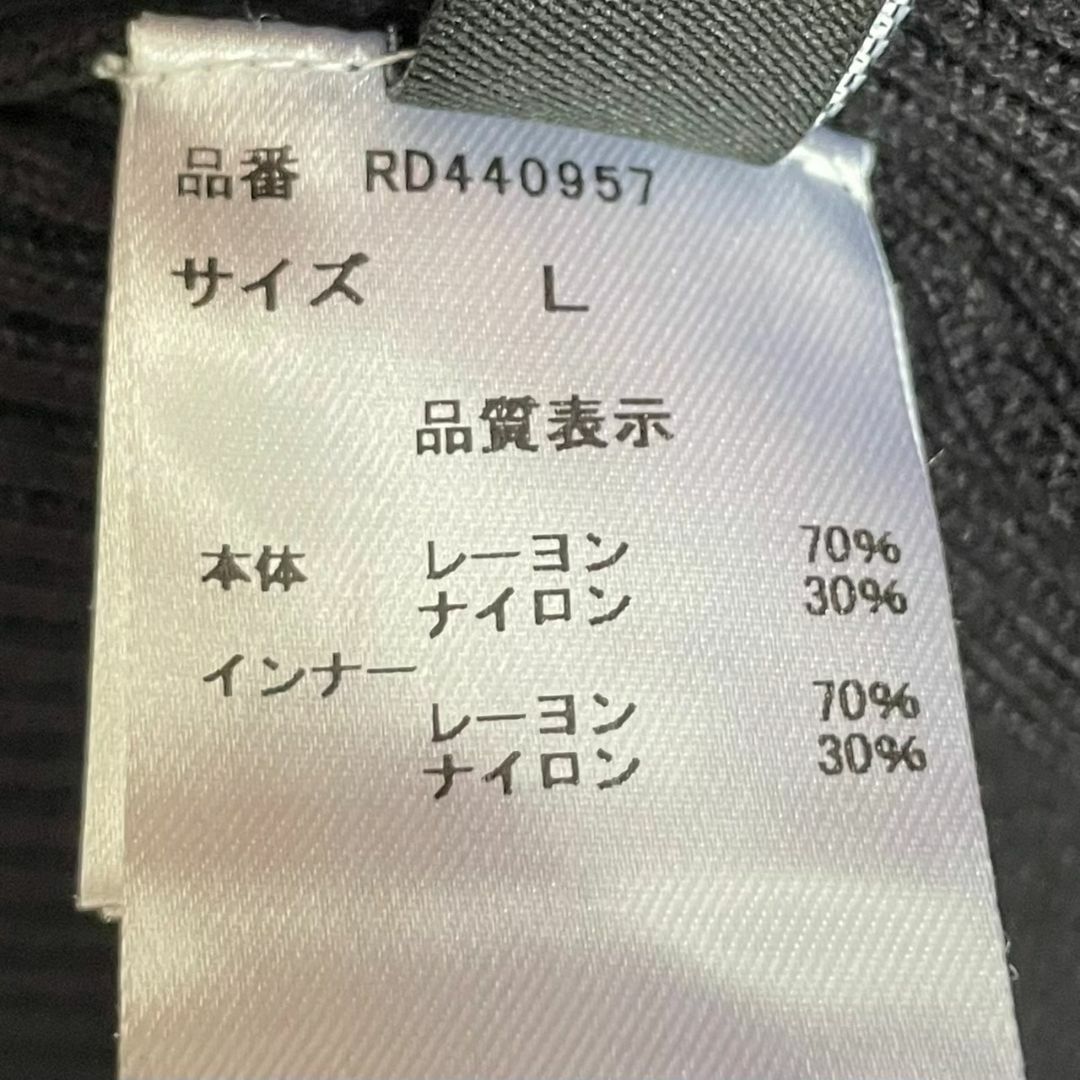 品番 RD440957
サイズ L
品質表示
本体 レーヨン 70%
ナイロン 30%
インナー
レーヨン 70%
ナイロン 30%